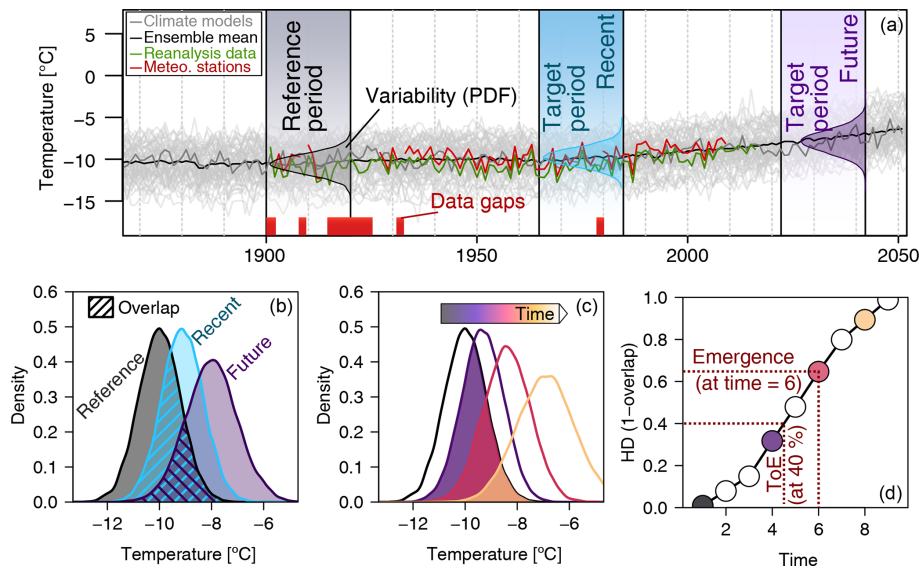 (a)
Climate models
Ensemble mean
Reanalysis data
Meteo. stations
Temperature [°C]
5
0
−5
−10
−15
Reference
period
Variability (PDF)
Target
period
Recent
Target
period
Future
Data gaps
1900
1950
2000
2050
(b)
Overlap
Reference
Recent
Future
Density
0.6
0.5
0.4
0.3
0.2
0.1
0.0
−12
−10
−8
−6
Temperature [°C]
(c)
Time
Density
0.6
0.5
0.4
0.3
0.2
0.1
0.0
−12
−10
−8
−6
Temperature [°C]
HD (1−overlap)
1.0
0.8
0.6
0.4
0.2
0.0
Emergence
(at time = 6)
ToE
(at 40 %)
(d)
2
4
6
8
Time